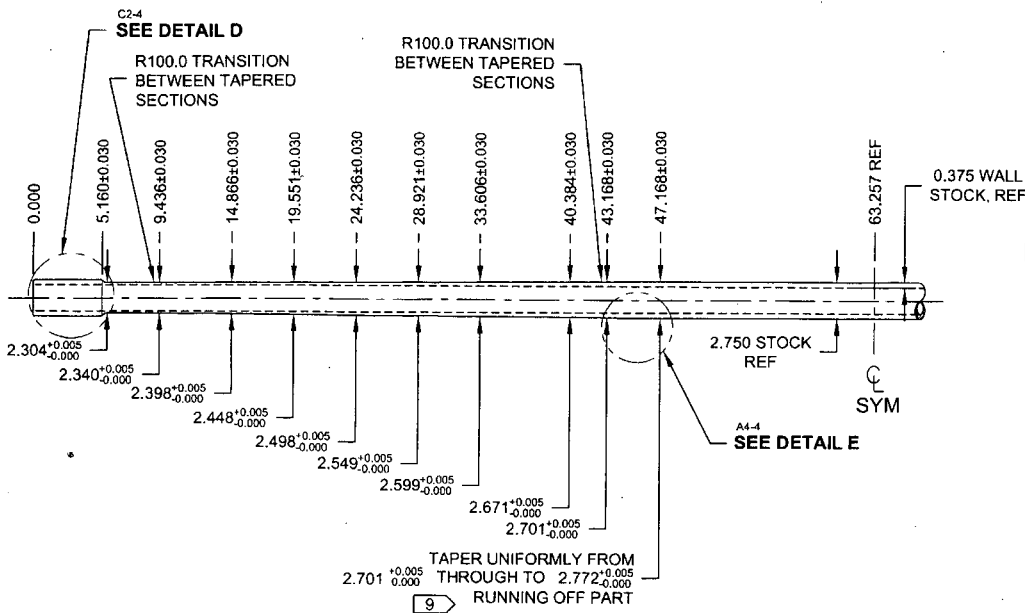 C2-4
SEE DETAIL D
R100.0 TRANSITION
BETWEEN TAPERED
SECTIONS
R100.0 TRANSITION
BETWEEN TAPERED
SECTIONS
0.000
5.160±0.030
9.436±0.030
14.866±0.030
19.551±0.030
24.236±0.030
28.921±0.030
33.606±0.030
40.384±0.030
43.168±0.030
47.168±0.030
63.257 REF
0.375 WALL
STOCK, REF
2.304 +0.005 -0.000
2.340 +0.005 -0.000
2.398 +0.005 -0.000
2.448 +0.005 -0.000
2.498 +0.005 -0.000
2.549 +0.005 -0.000
2.599 +0.005 -0.000
2.671 +0.005 -0.000
2.701 +0.005 -0.000
2.750 STOCK
REF
℄
SYM
A4-4
SEE DETAIL E
TAPER UNIFORMLY FROM
2.701 +0.005 0.000 THROUGH TO 2.772 +0.005 -0.000
9 RUNNING OFF PART